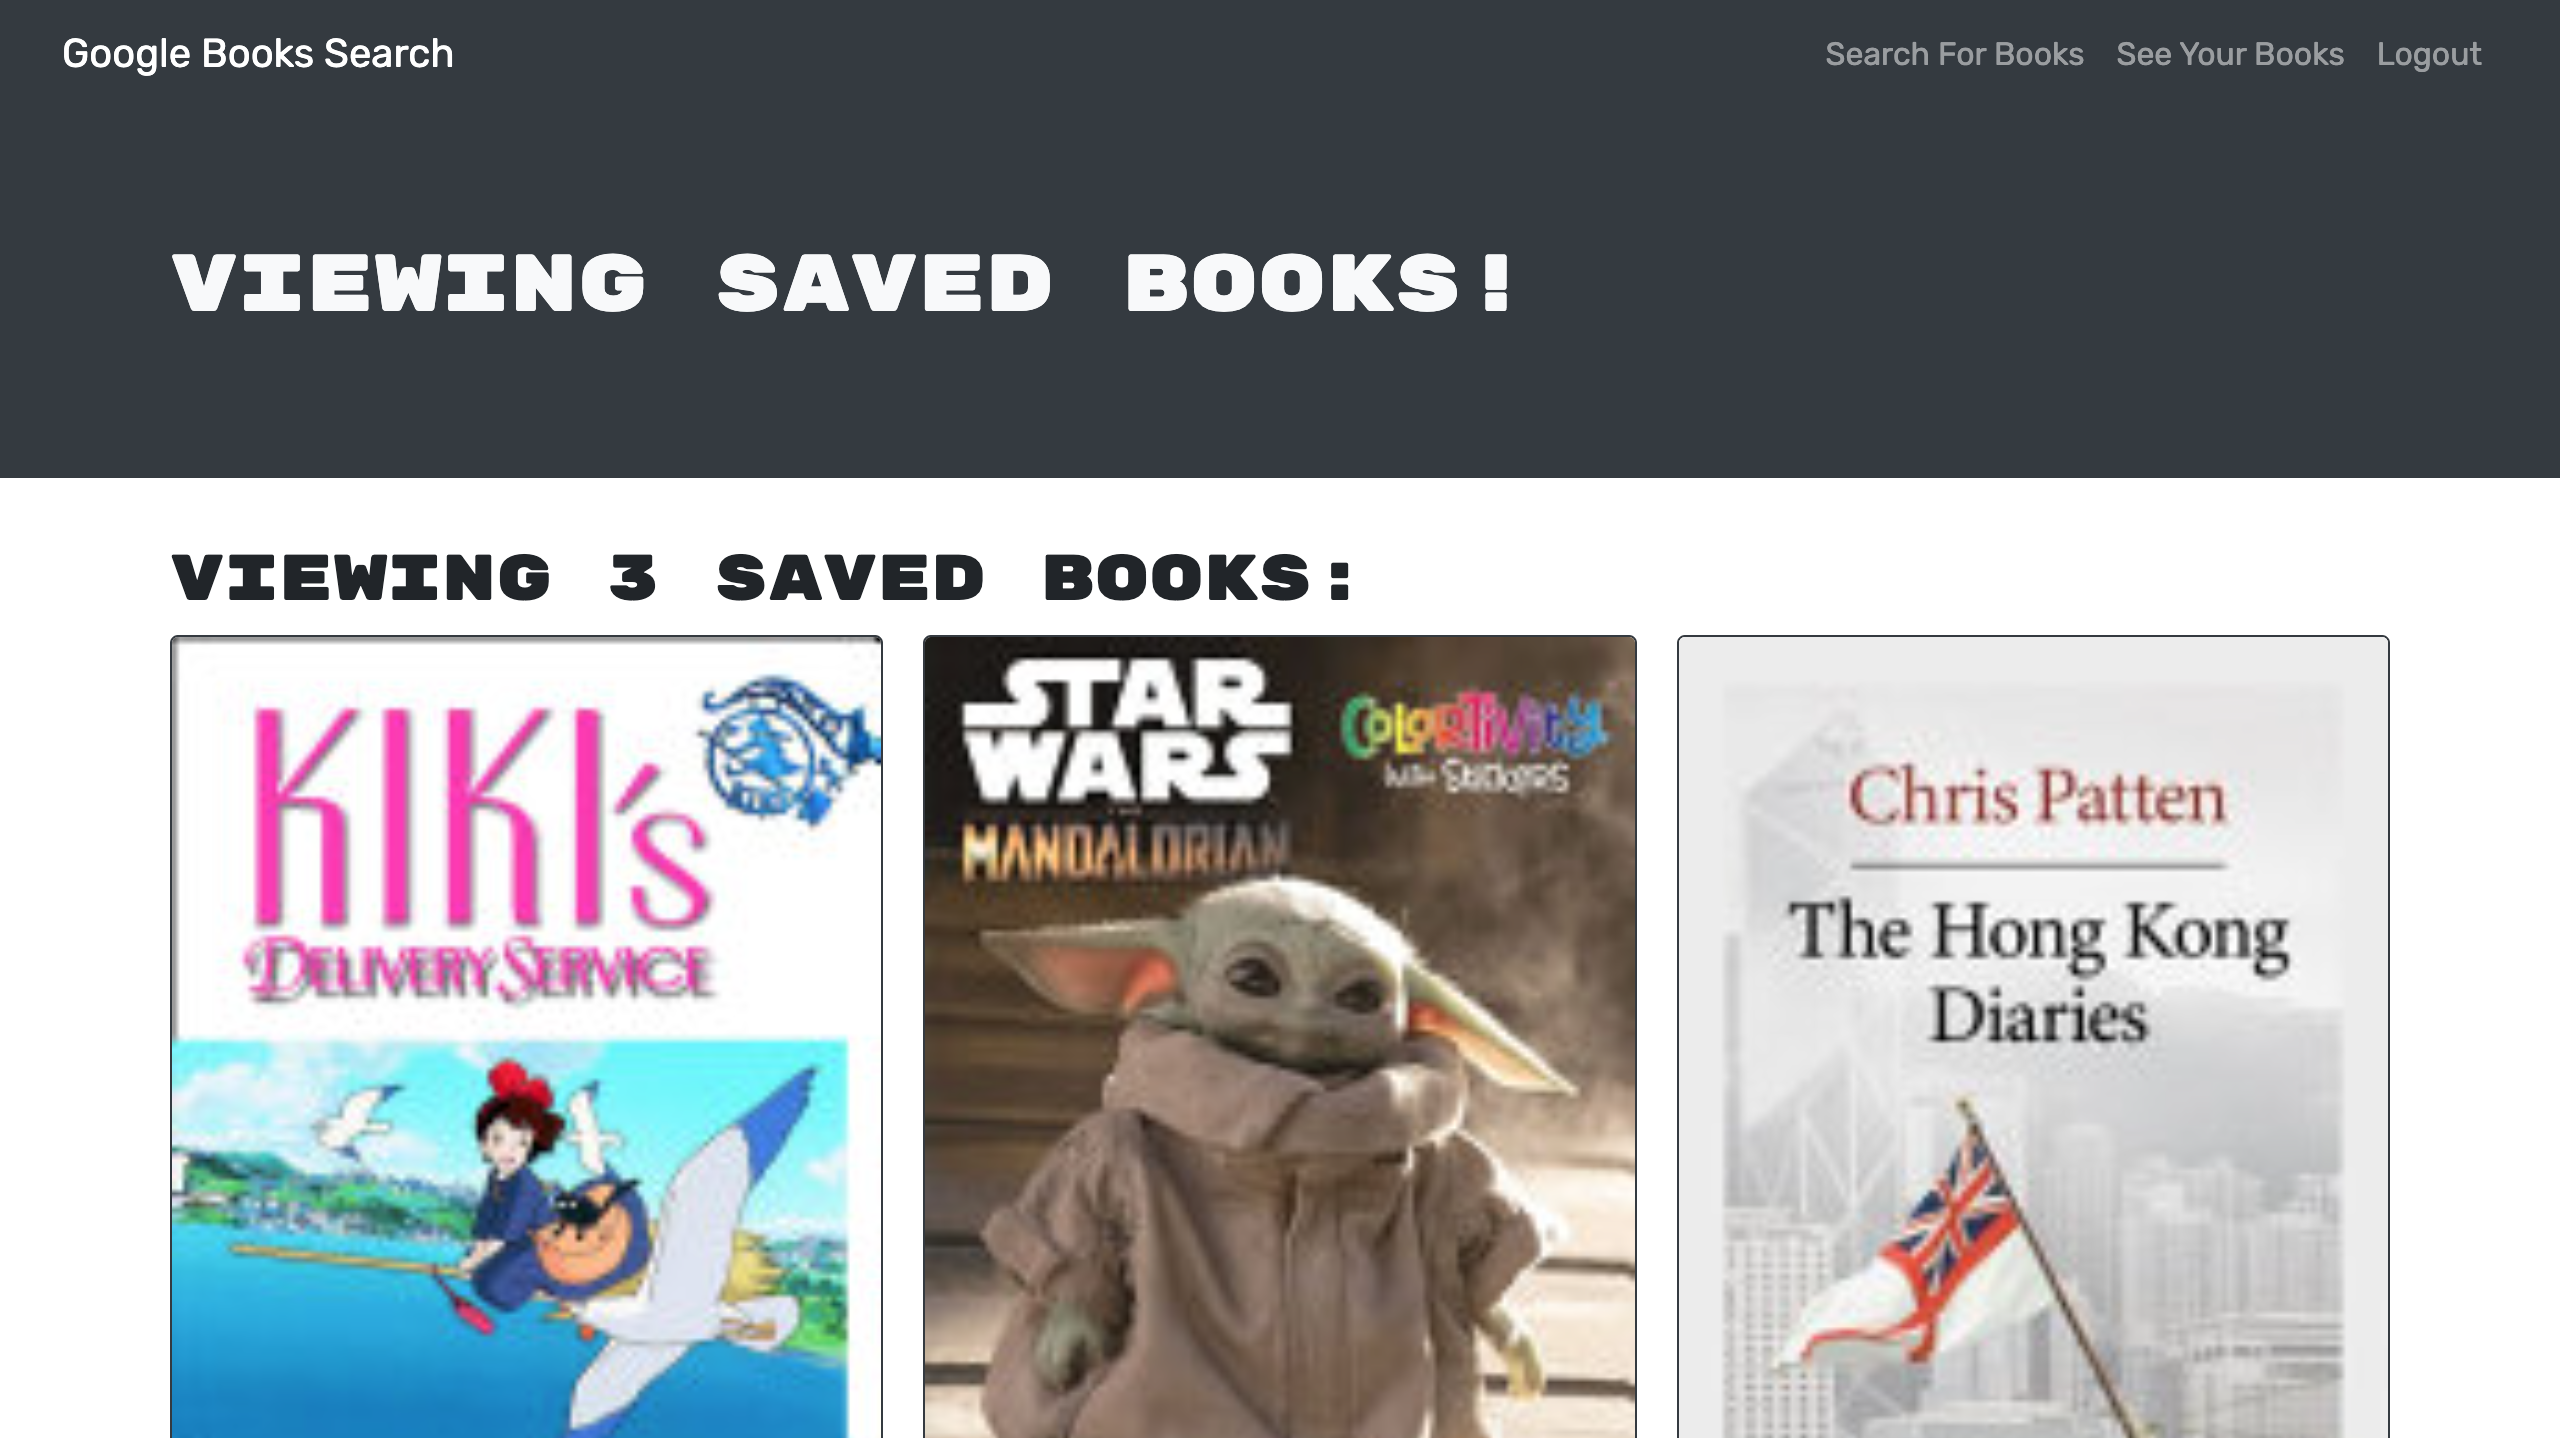 Google Books Search
Search For Books See Your Books Logout
VIEWING SAVED BOOKS!
VIEWING 3 SAVED BOOKS:
KIKI's
DELIVERY SERVICE
KIKI's
STAR
WARS
MANDALORIAN
COLORTIVITY
with STICKERS
Chris Patten
The Hong Kong
Diaries